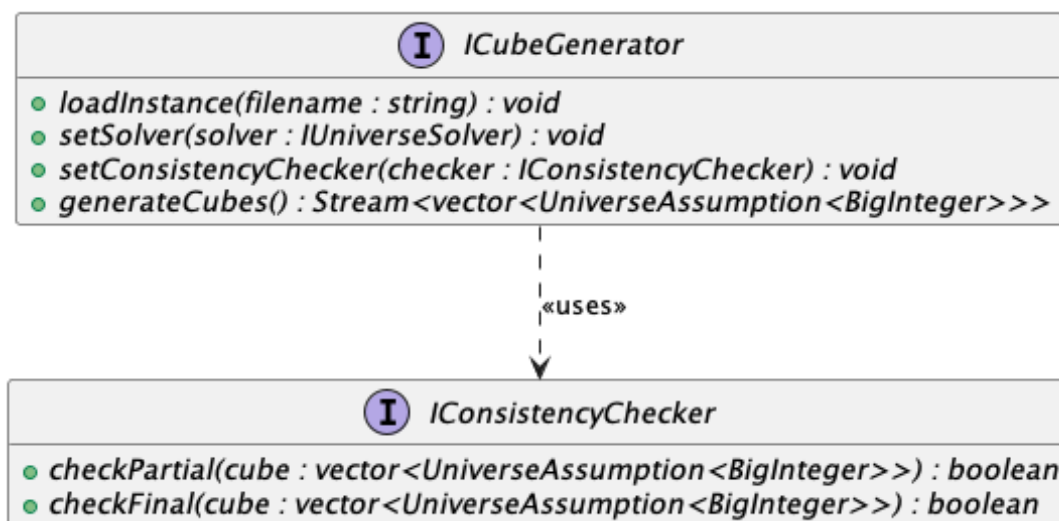 I ICubeGenerator
loadInstance(filename : string) : void
setSolver(solver : IUniverseSolver) : void
setConsistencyChecker(checker : IConsistencyChecker) : void
generateCubes() : Stream<vector<UniverseAssumption<BigInteger>>>
«uses»
I IConsistencyChecker
checkPartial(cube : vector<UniverseAssumption<BigInteger>>) : boolean
checkFinal(cube : vector<UniverseAssumption<BigInteger>>) : boolean